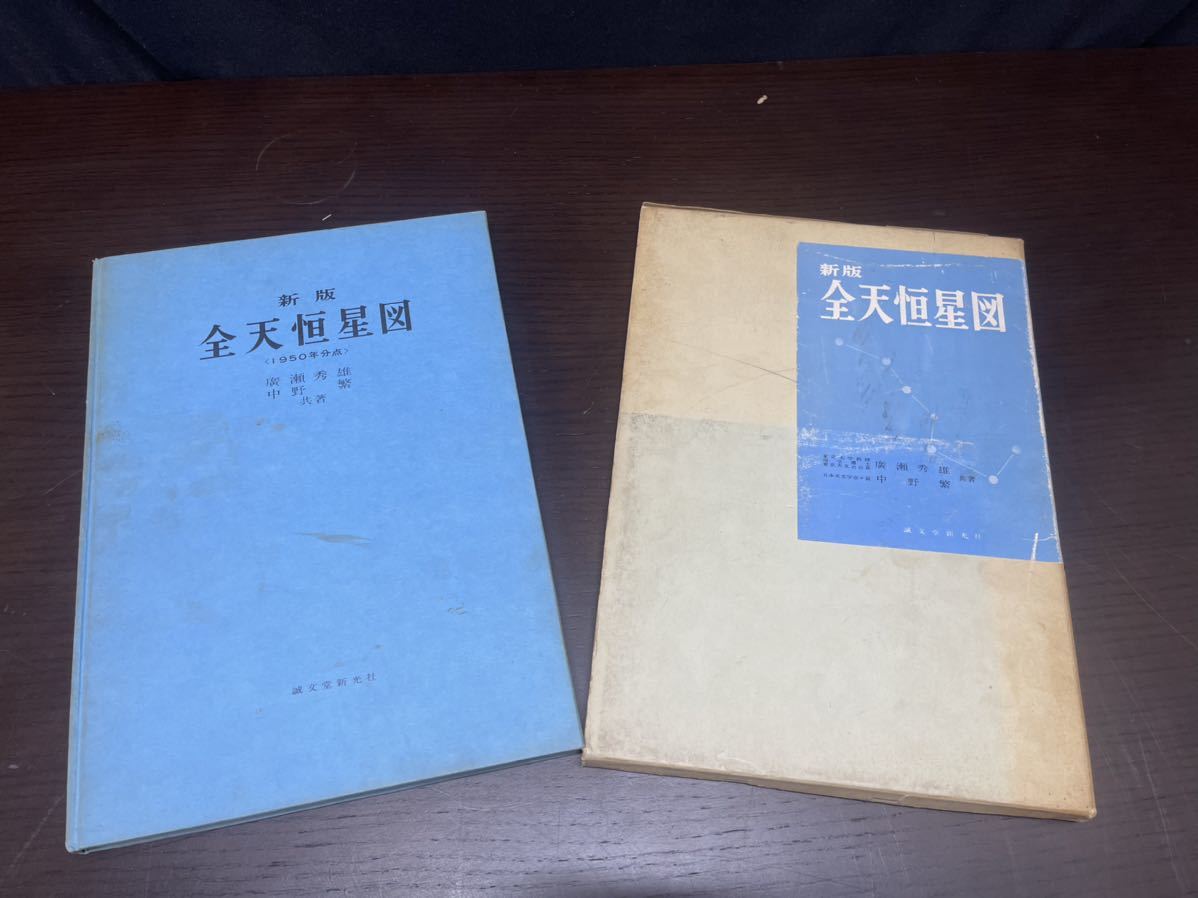 新版
全天恒星図
〈1950年分点〉
廣瀬秀雄
中野繁
共著
誠文堂新光社
新版
全天恒星図
廣瀬秀雄
中野繁 共著
誠文堂新光社